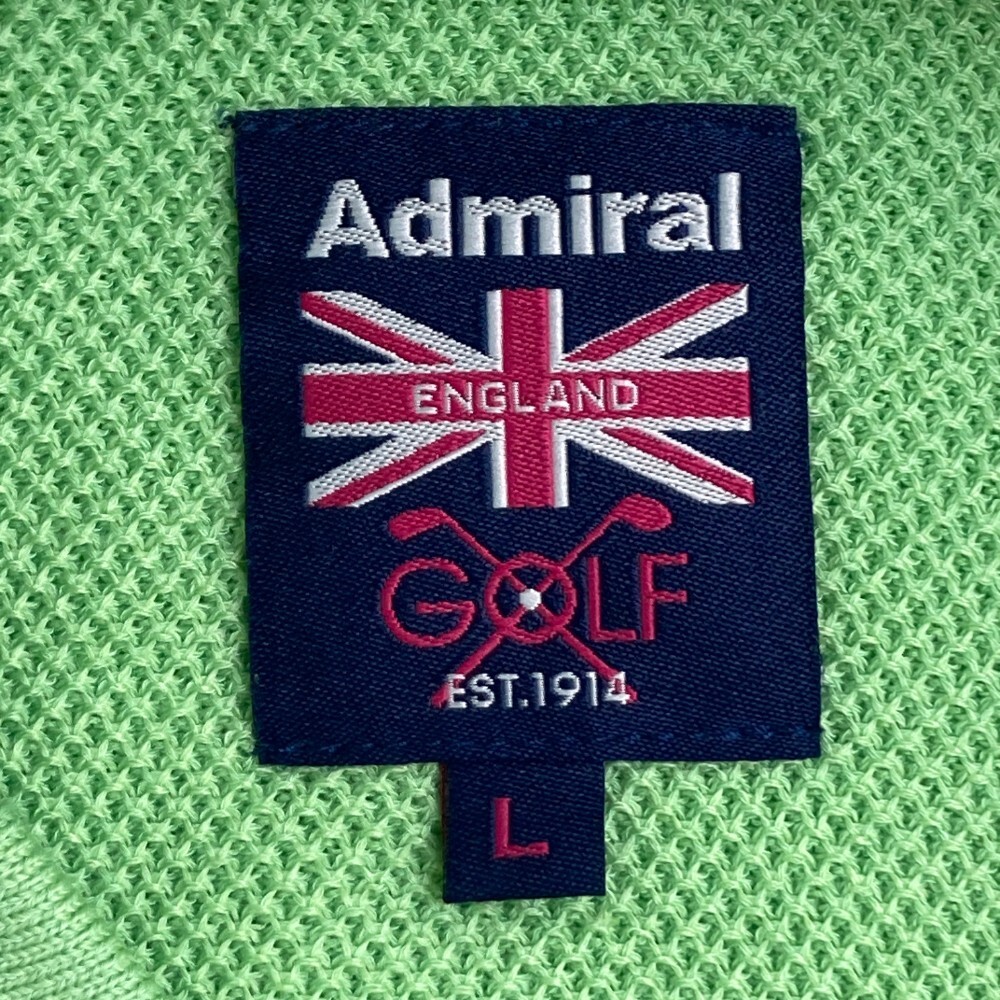 Admiral
ENGLAND
GOLF
EST.1914
L